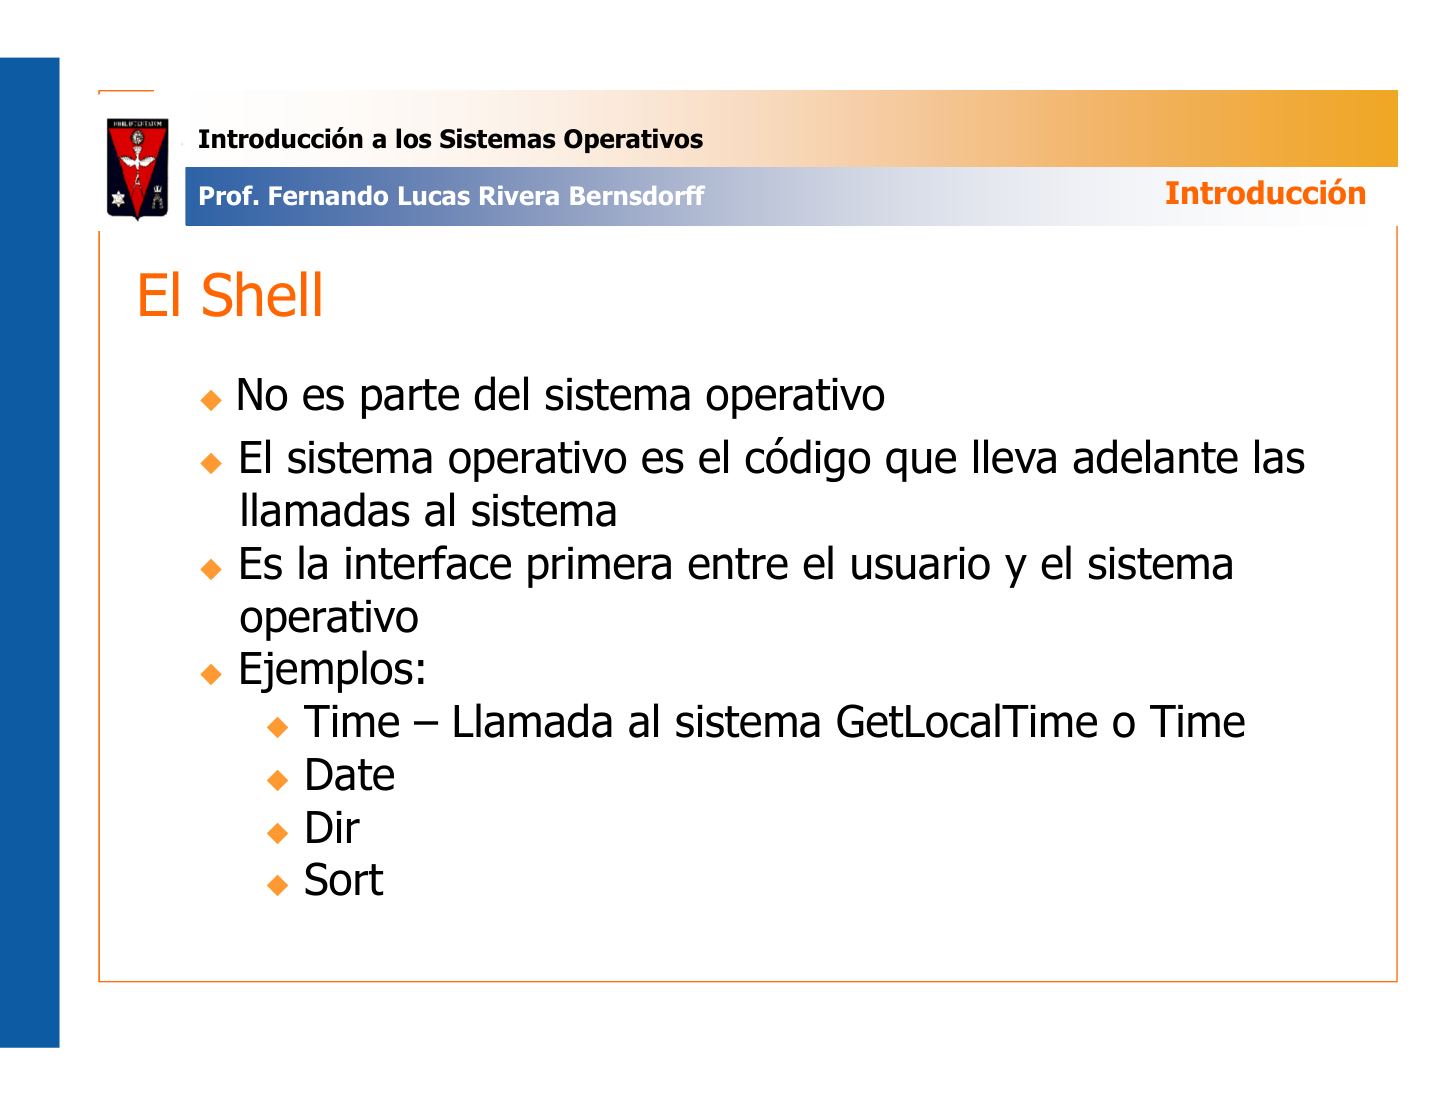 Introducción a los Sistemas Operativos
Prof. Fernando Lucas Rivera Bernsdorff
Introducción
El Shell
No es parte del sistema operativo
El sistema operativo es el código que lleva adelante las
llamadas al sistema
Es la interface primera entre el usuario y el sistema
operativo
Ejemplos:
Time – Llamada al sistema GetLocalTime o Time
Date
Dir
Sort